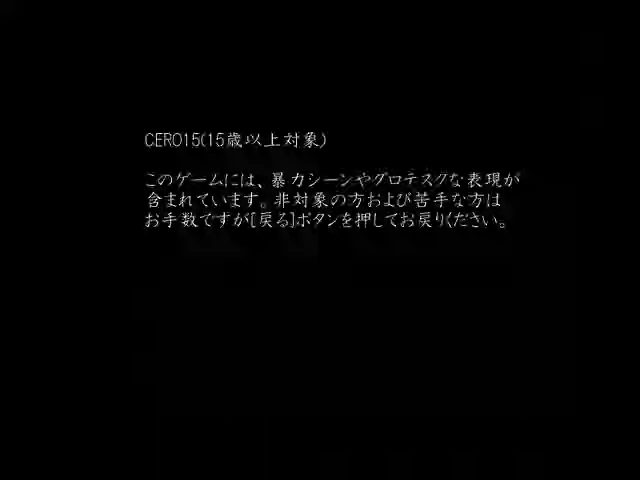 CERO15(15歳以上対象)
このゲームには、暴力シーンやグロテスクな表現が
含まれています。非対象の方および苦手な方は
お手数ですが[戻る]ボタンを押してお戻りください。